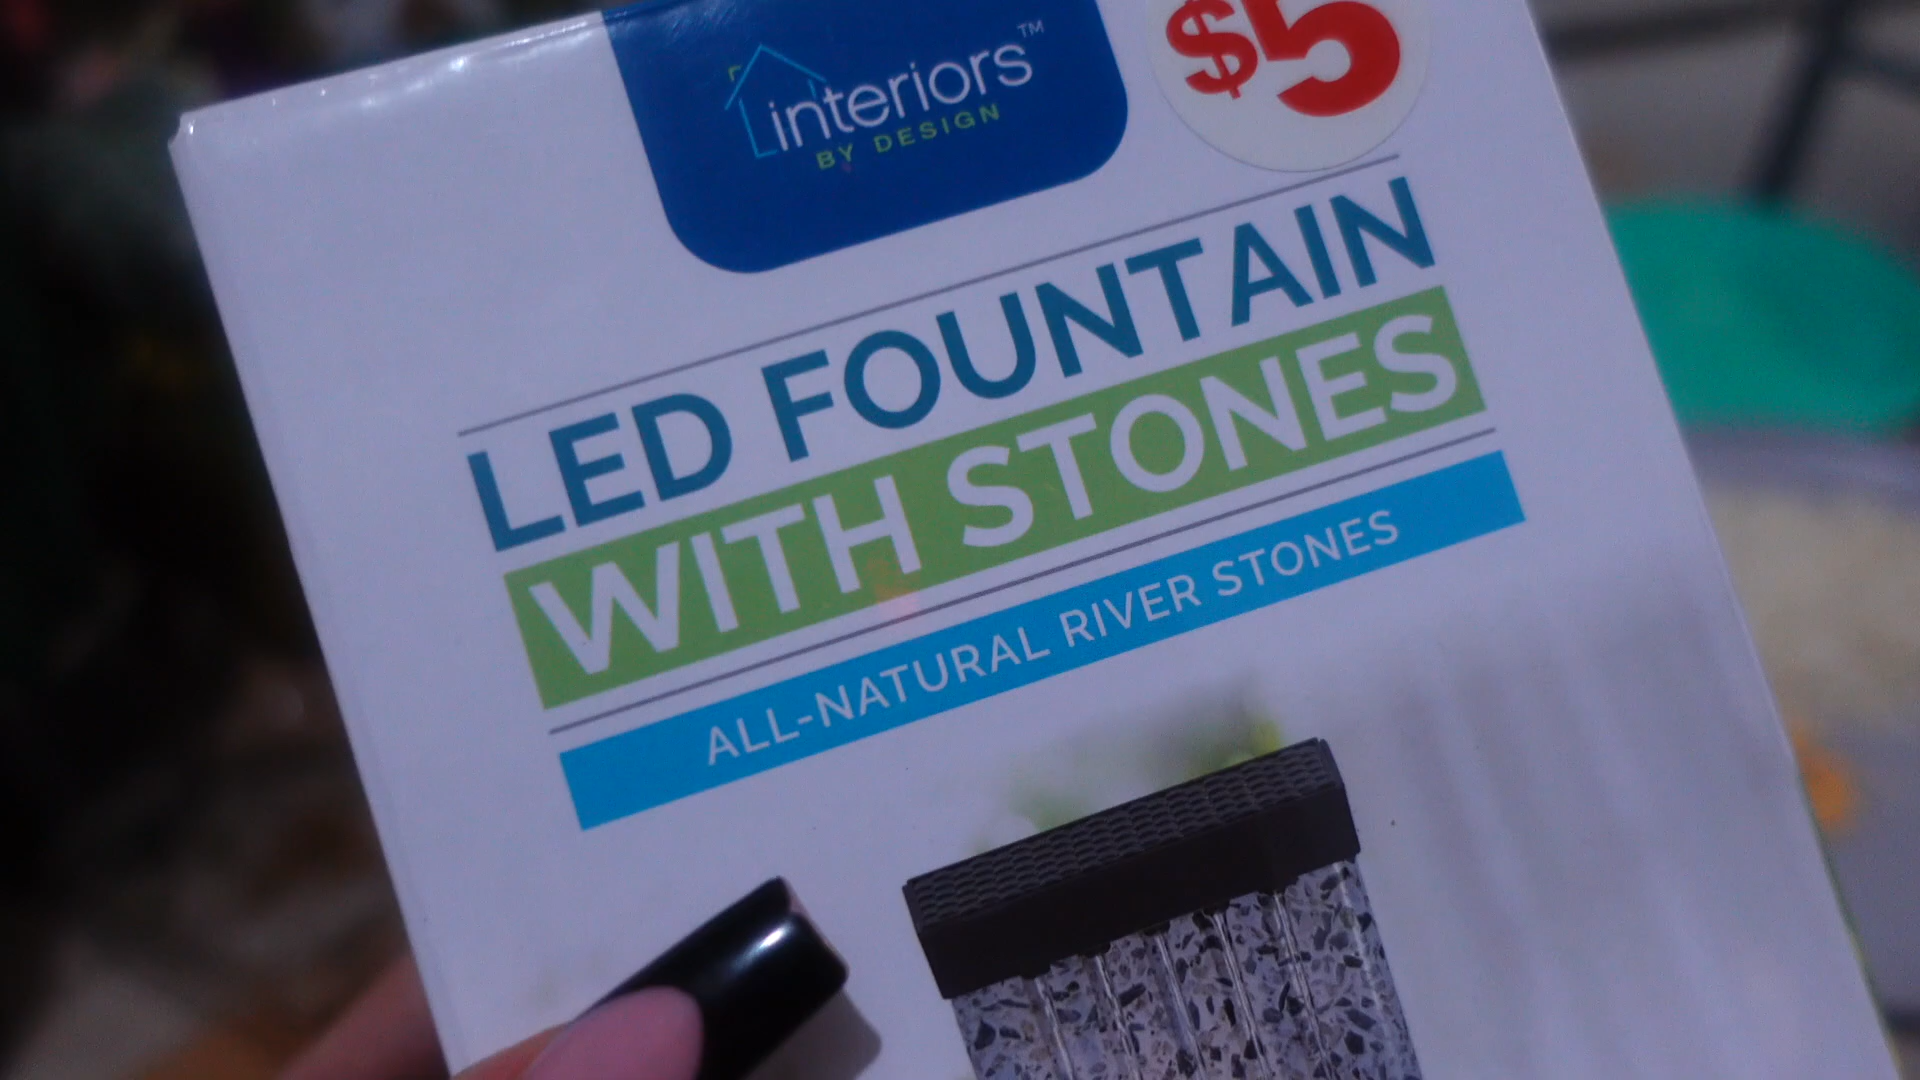 interiors™
BY DESIGN
$5
LED FOUNTAIN
WITH STONES
ALL-NATURAL RIVER STONES